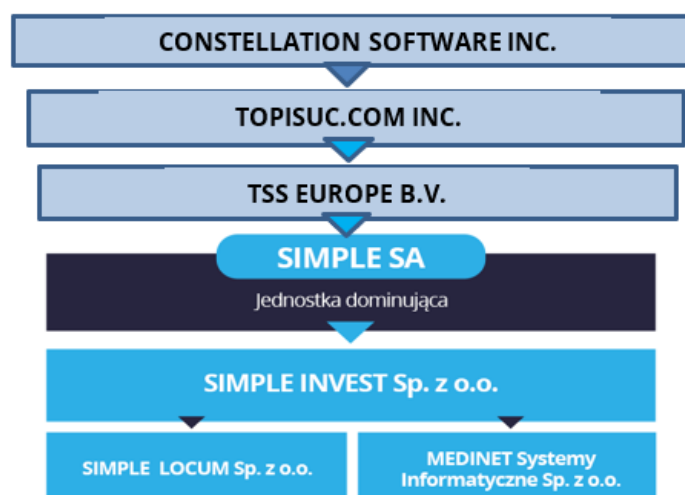 CONSTELLATION SOFTWARE INC.
TOPISUC.COM INC.
TSS EUROPE B.V.
SIMPLE SA
Jednostka dominująca
SIMPLE INVEST Sp. z o.o.
SIMPLE LOCUM Sp. z o.o.
MEDINET Systemy
Informatyczne Sp. z o.o.